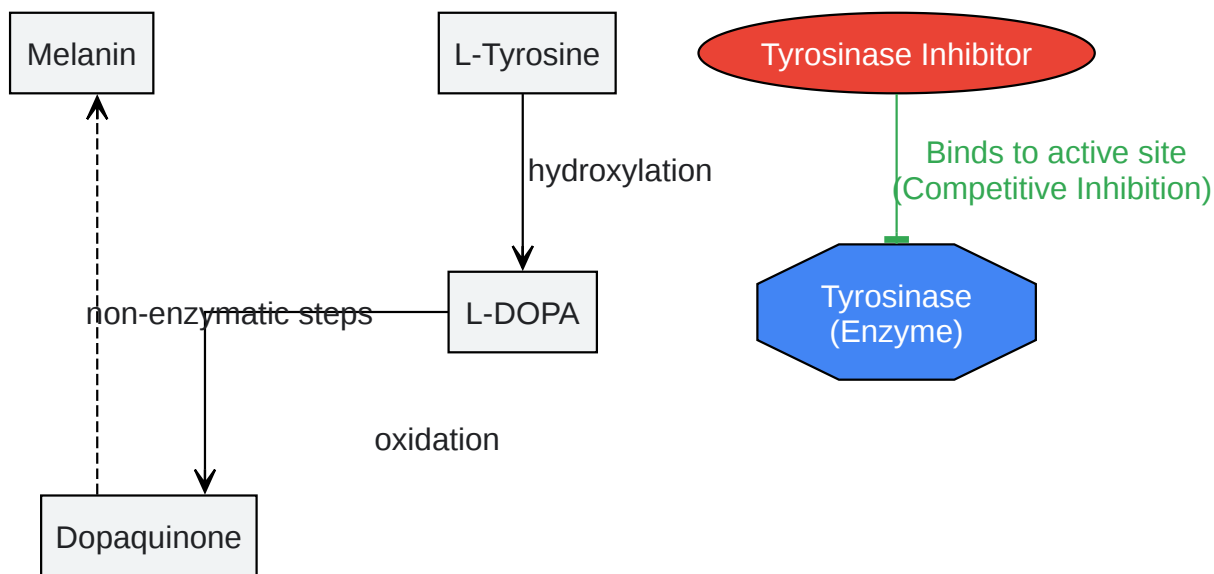 Melanin
L-Tyrosine
Tyrosinase Inhibitor
hydroxylation
Binds to active site
(Competitive Inhibition)
non-enzymatic steps
L-DOPA
Tyrosinase
(Enzyme)
oxidation
Dopaquinone